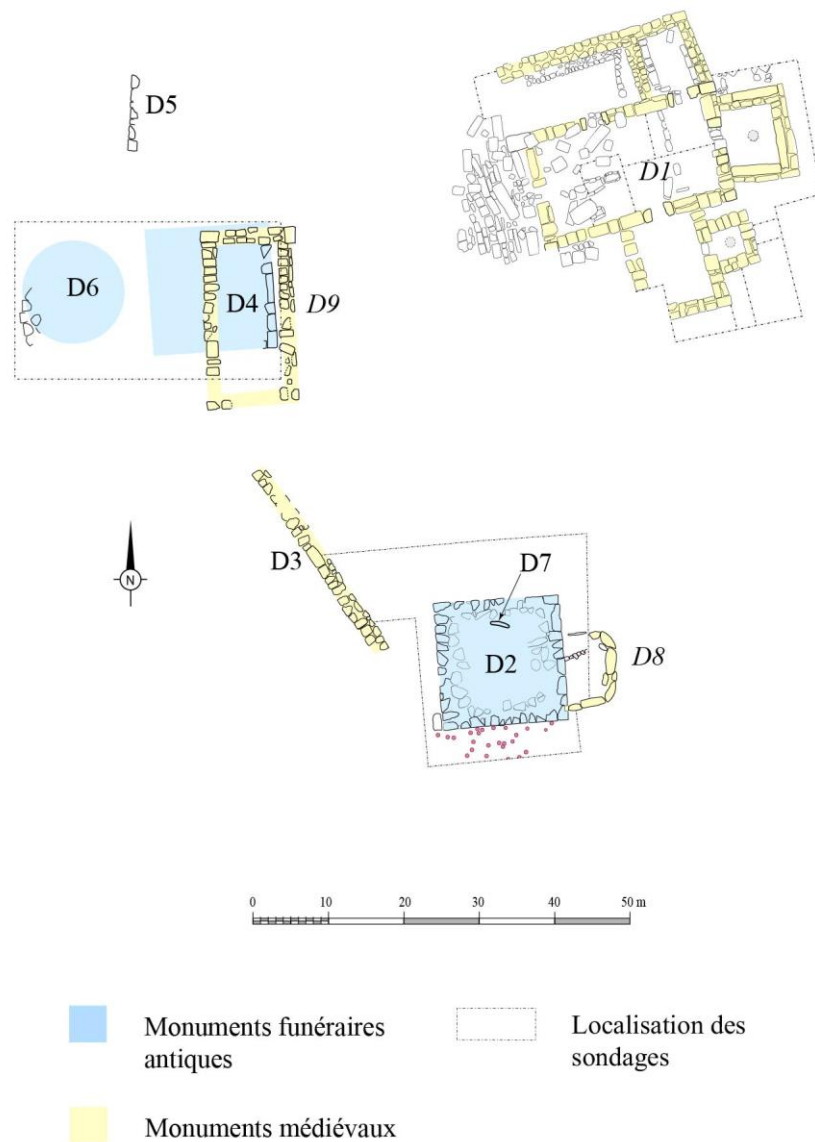 D5
D1
D6
D4
D9
D3
D7
D2
D8
N
0 10 20 30 40 50 m
Monuments funéraires
antiques
Localisation des
sondages
Monuments médiévaux